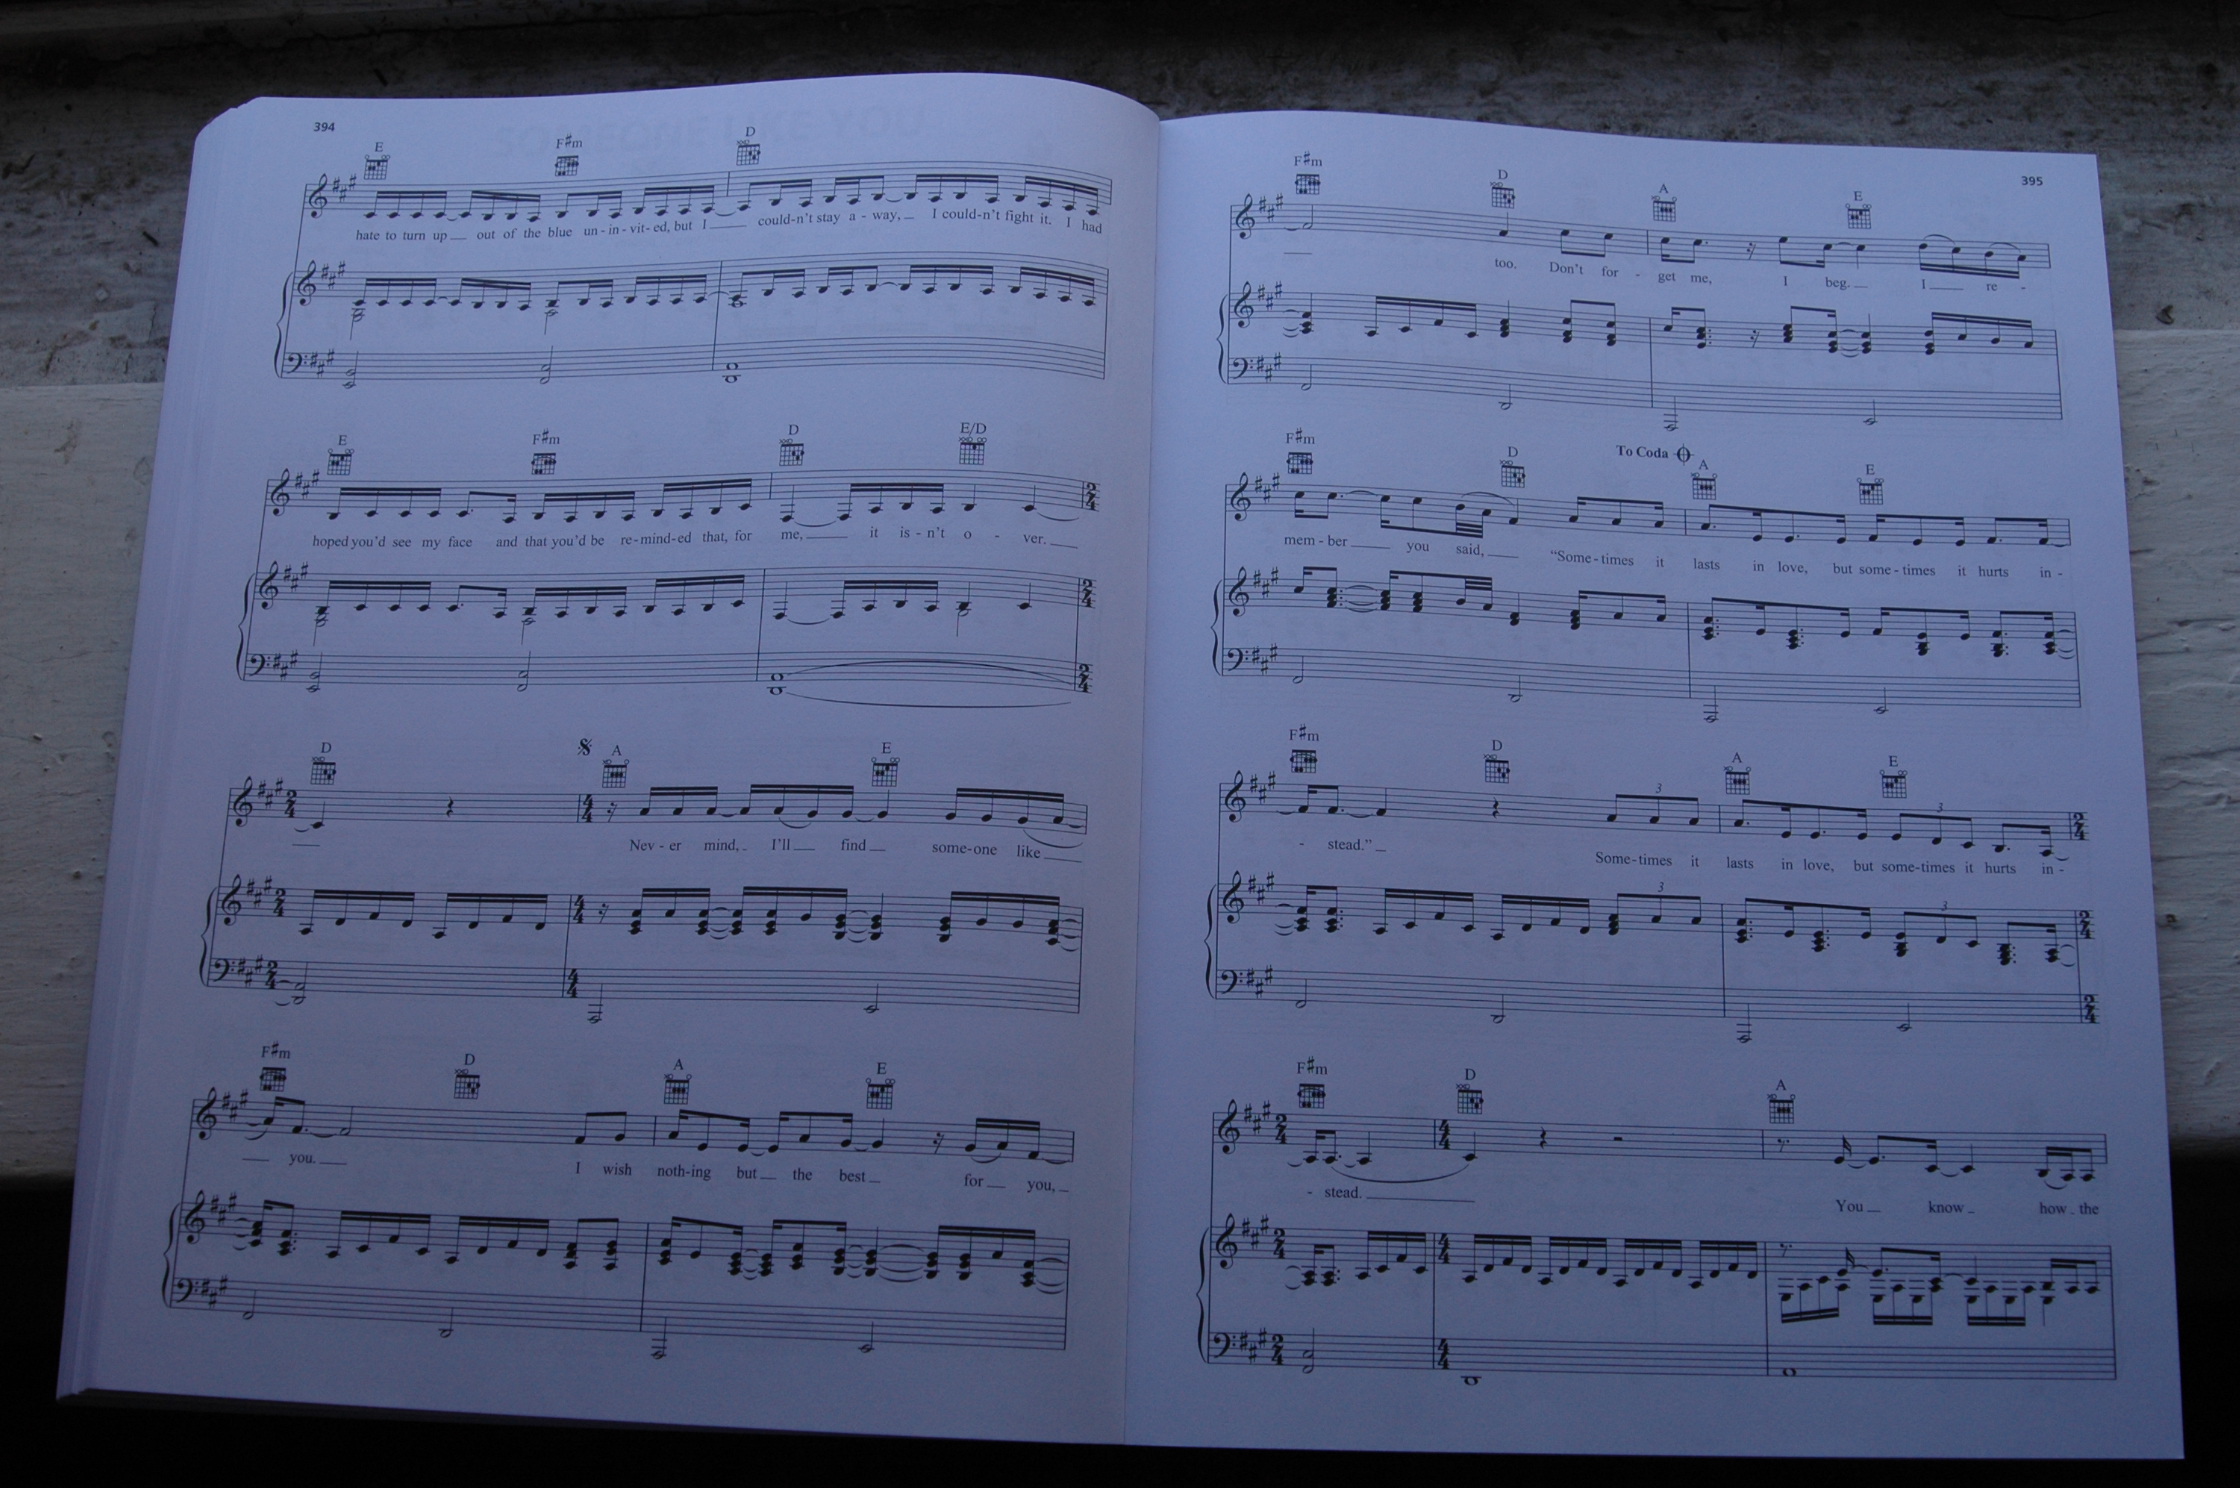 394
E F#m D
hate to turn up out of the blue un-in-vit-ed, but I could-n't stay a-way, I could-n't fight it. I had
E F#m D E/D
hoped you'd see my face and that you'd be re-mind-ed that, for me, it is-n't o-ver.
D A E
Nev-er mind, I'll find some-one like
F#m D A E
you. I wish noth-ing but the best for you,
395
F#m D A E
too. Don't for-get me, I beg. I re-
To Coda
F#m D A E
mem-ber you said, “Some-times it lasts in love, but some-times it hurts in-
F#m D A E
3 3
-stead.” Some-times it lasts in love, but some-times it hurts in-
3 3
F#m D A
-stead. You know how the